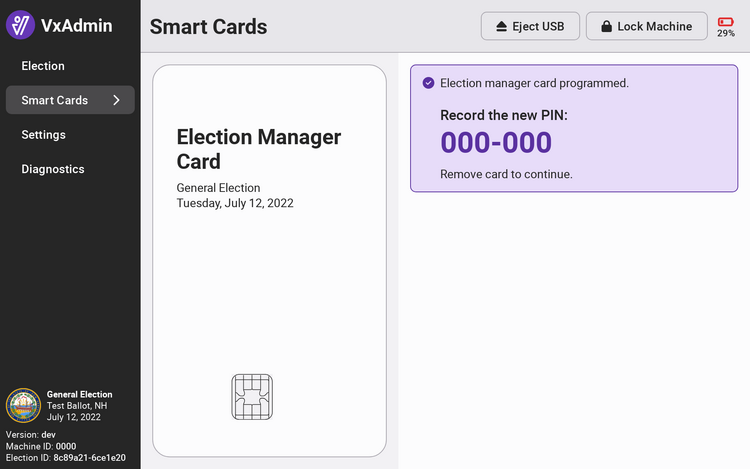 VxAdmin
Election
Smart Cards
Settings
Diagnostics
General Election
Test Ballot, NH
July 12, 2022
Version: dev
Machine ID: 0000
Election ID: 8c89a21-6ce1e20
Smart Cards
Eject USB
Lock Machine
29%
Election Manager
Card
General Election
Tuesday, July 12, 2022
Election manager card programmed.
Record the new PIN:
000-000
Remove card to continue.